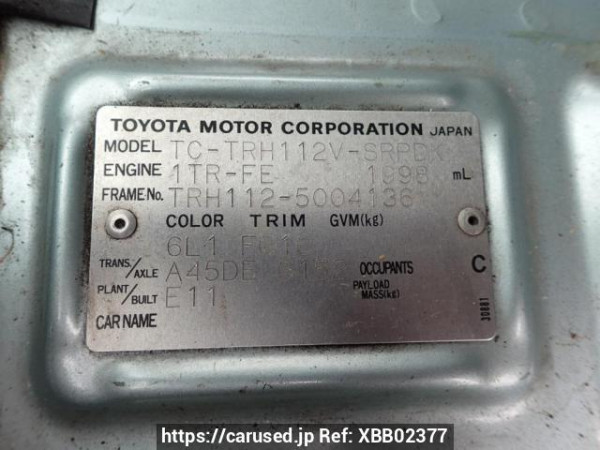 TOYOTA MOTOR CORPORATION JAPAN
MODEL TC-TRH112V-SRPDK
ENGINE 1TR-FE 1998 mL
FRAME No. TRH112-5004136
COLOR TRIM GVM(kg)
6L1
TRANS./AXLE A45DE OCCUPANTS C
PLANT/BUILT E11 PAYLOAD MASS(kg)
CAR NAME
30881
https://carused.jp Ref: XBB02377